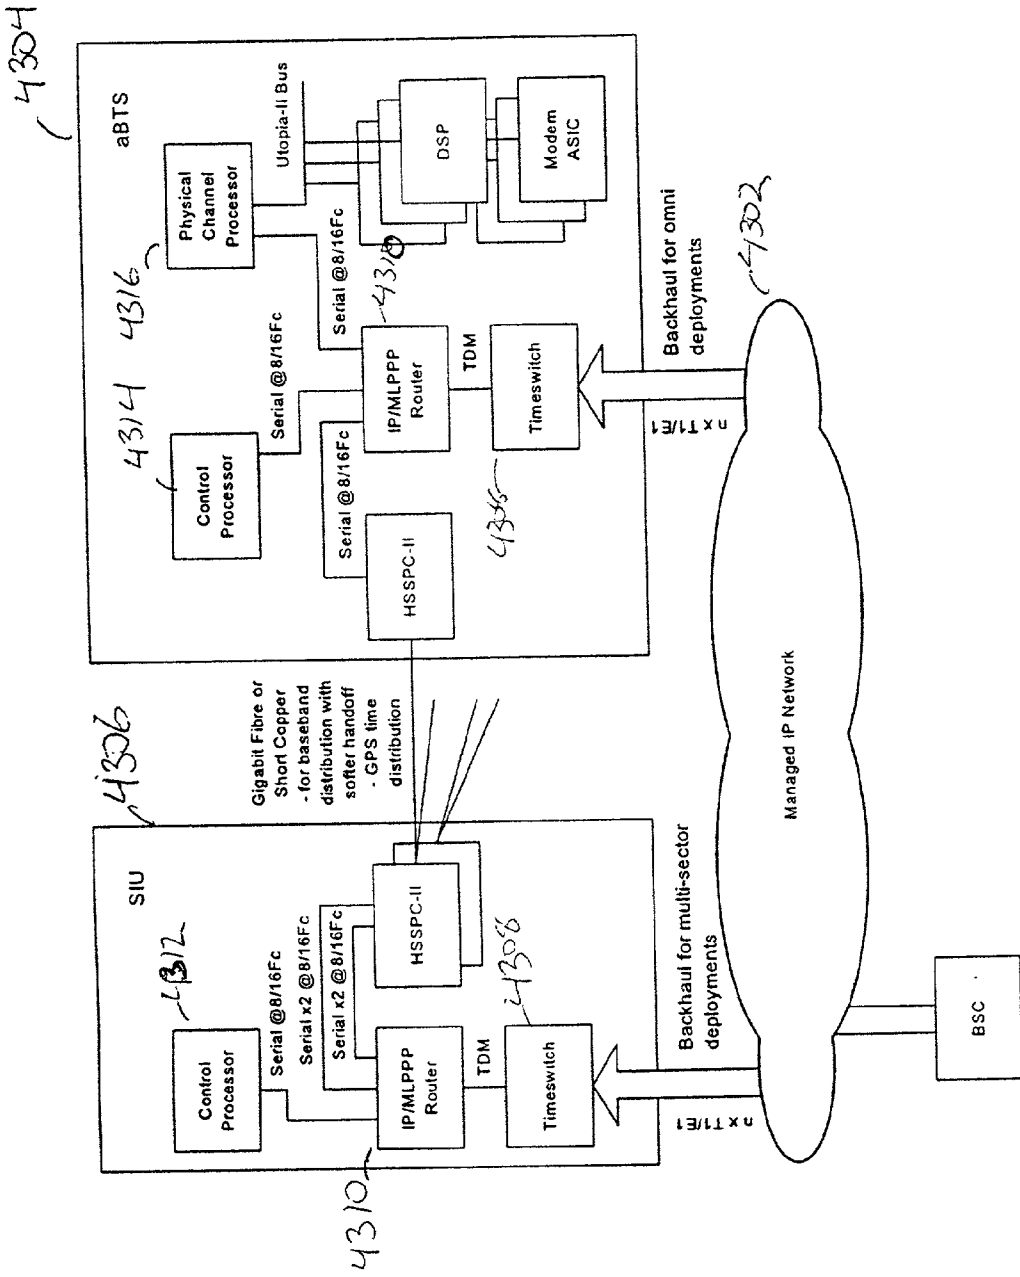 4306
SIU
4312
Control
Processor
Serial @8/16Fc
Serial x2 @8/16Fc
Serial x2 @8/16Fc
4310
IP/MLPPP
Router
HSSPC-II
TDM
4308
Timeswitch
n x T1/E1
Backhaul for multi-sector
deployments
Gigabit Fibre or
Short Copper
- for baseband
distribution with
softer handoff
- GPS time
distribution
4304
aBTS
4314
Control
Processor
4316
Physical
Channel
Processor
Serial @8/16Fc
Utopia-II Bus
Serial @8/16Fc
Serial @8/16Fc
4310
HSSPC-II
IP/MLPPP
Router
DSP
TDM
Timeswitch
Modem
ASIC
n x T1/E1
Backhaul for omni
deployments
4302
Managed IP Network
BSC